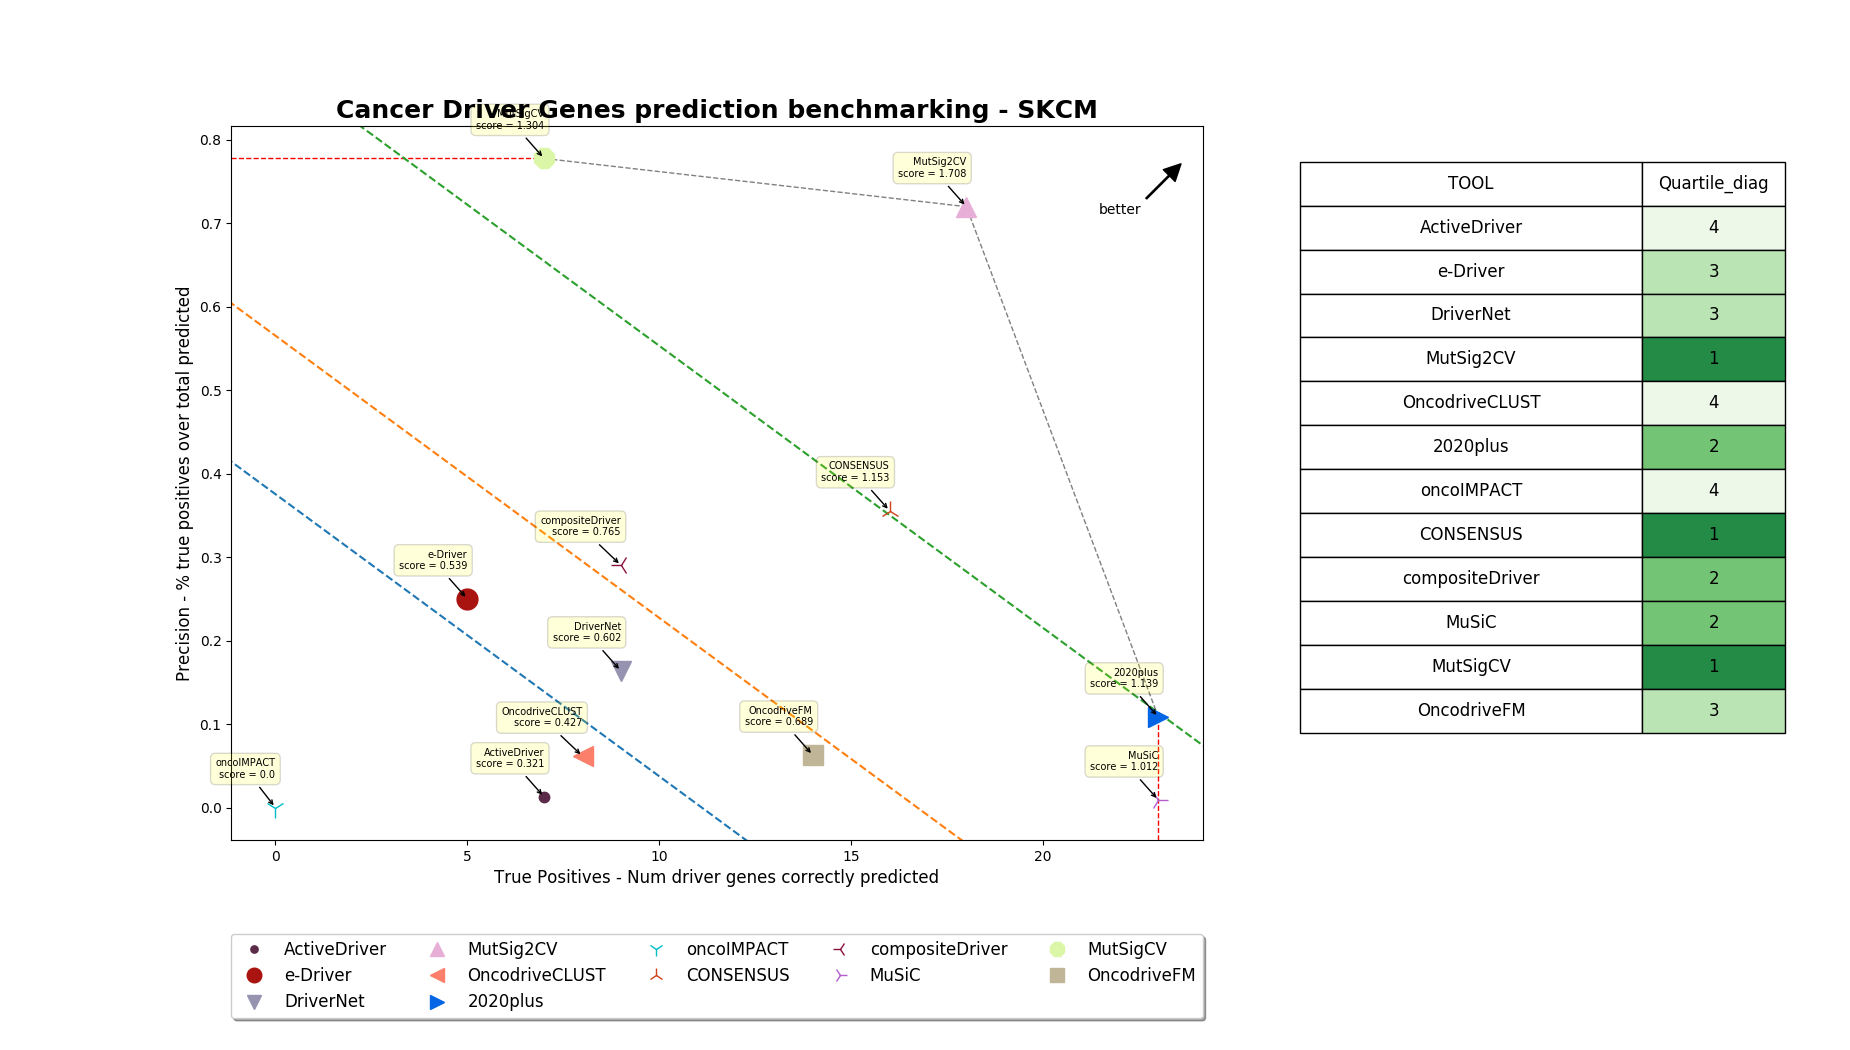 Cancer Driver Genes prediction benchmarking - SKCM
MutSigCV
score = 1.304
MutSig2CV
score = 1.708
better
CONSENSUS
score = 1.153
compositeDriver
score = 0.765
e-Driver
score = 0.539
DriverNet
score = 0.602
2020plus
score = 1.139
OncodriveCLUST
score = 0.427
OncodriveFM
score = 0.689
ActiveDriver
score = 0.321
MuSiC
score = 1.012
oncoIMPACT
score = 0.0
0.8
0.7
0.6
0.5
0.4
0.3
0.2
0.1
0.0
Precision - % true positives over total predicted
0 5 10 15 20
True Positives - Num driver genes correctly predicted
ActiveDriver MutSig2CV oncoIMPACT compositeDriver MutSigCV
e-Driver OncodriveCLUST CONSENSUS MuSiC OncodriveFM
DriverNet 2020plus
TOOL Quartile_diag
ActiveDriver 4
e-Driver 3
DriverNet 3
MutSig2CV 1
OncodriveCLUST 4
2020plus 2
oncoIMPACT 4
CONSENSUS 1
compositeDriver 2
MuSiC 2
MutSigCV 1
OncodriveFM 3